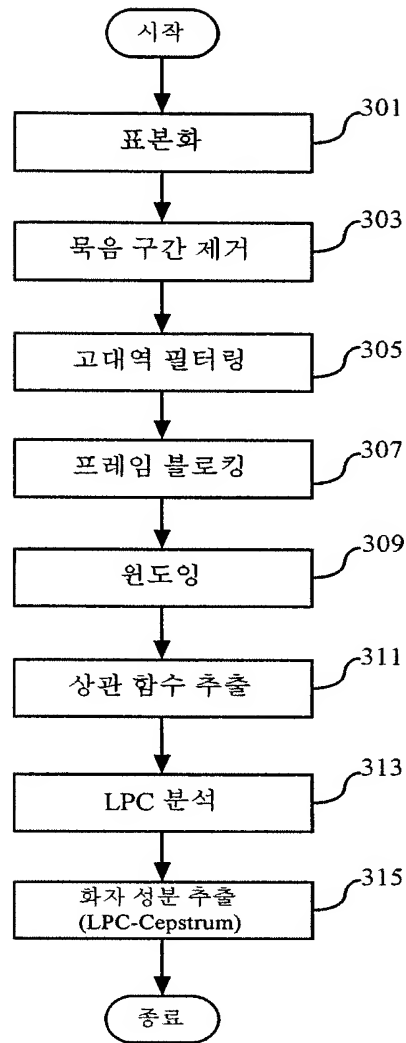 시작
표본화
301
묵음 구간 제거
303
고대역 필터링
305
프레임 블로킹
307
윈도잉
309
상관 함수 추출
311
LPC 분석
313
화자 성분 추출
(LPC-Cepstrum)
315
종료